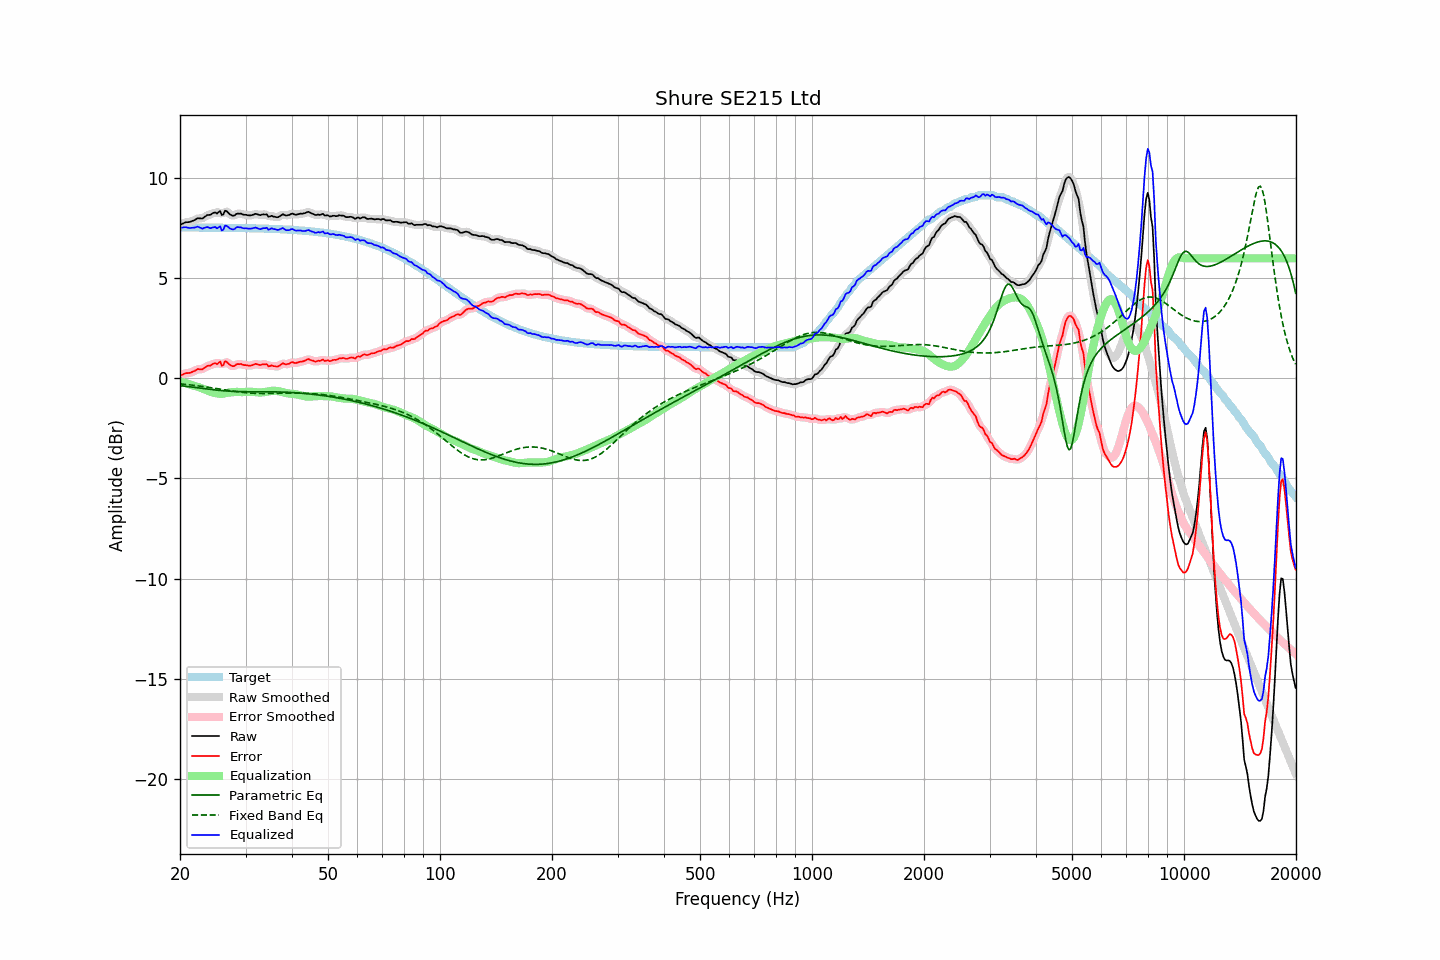 Shure SE215 Ltd
Amplitude (dBr)
10
5
0
−5
−10
−15
−20
Target
Raw Smoothed
Error Smoothed
Raw
Error
Equalization
Parametric Eq
Fixed Band Eq
Equalized
20 50 100 200 500 1000 2000 5000 10000 20000
Frequency (Hz)